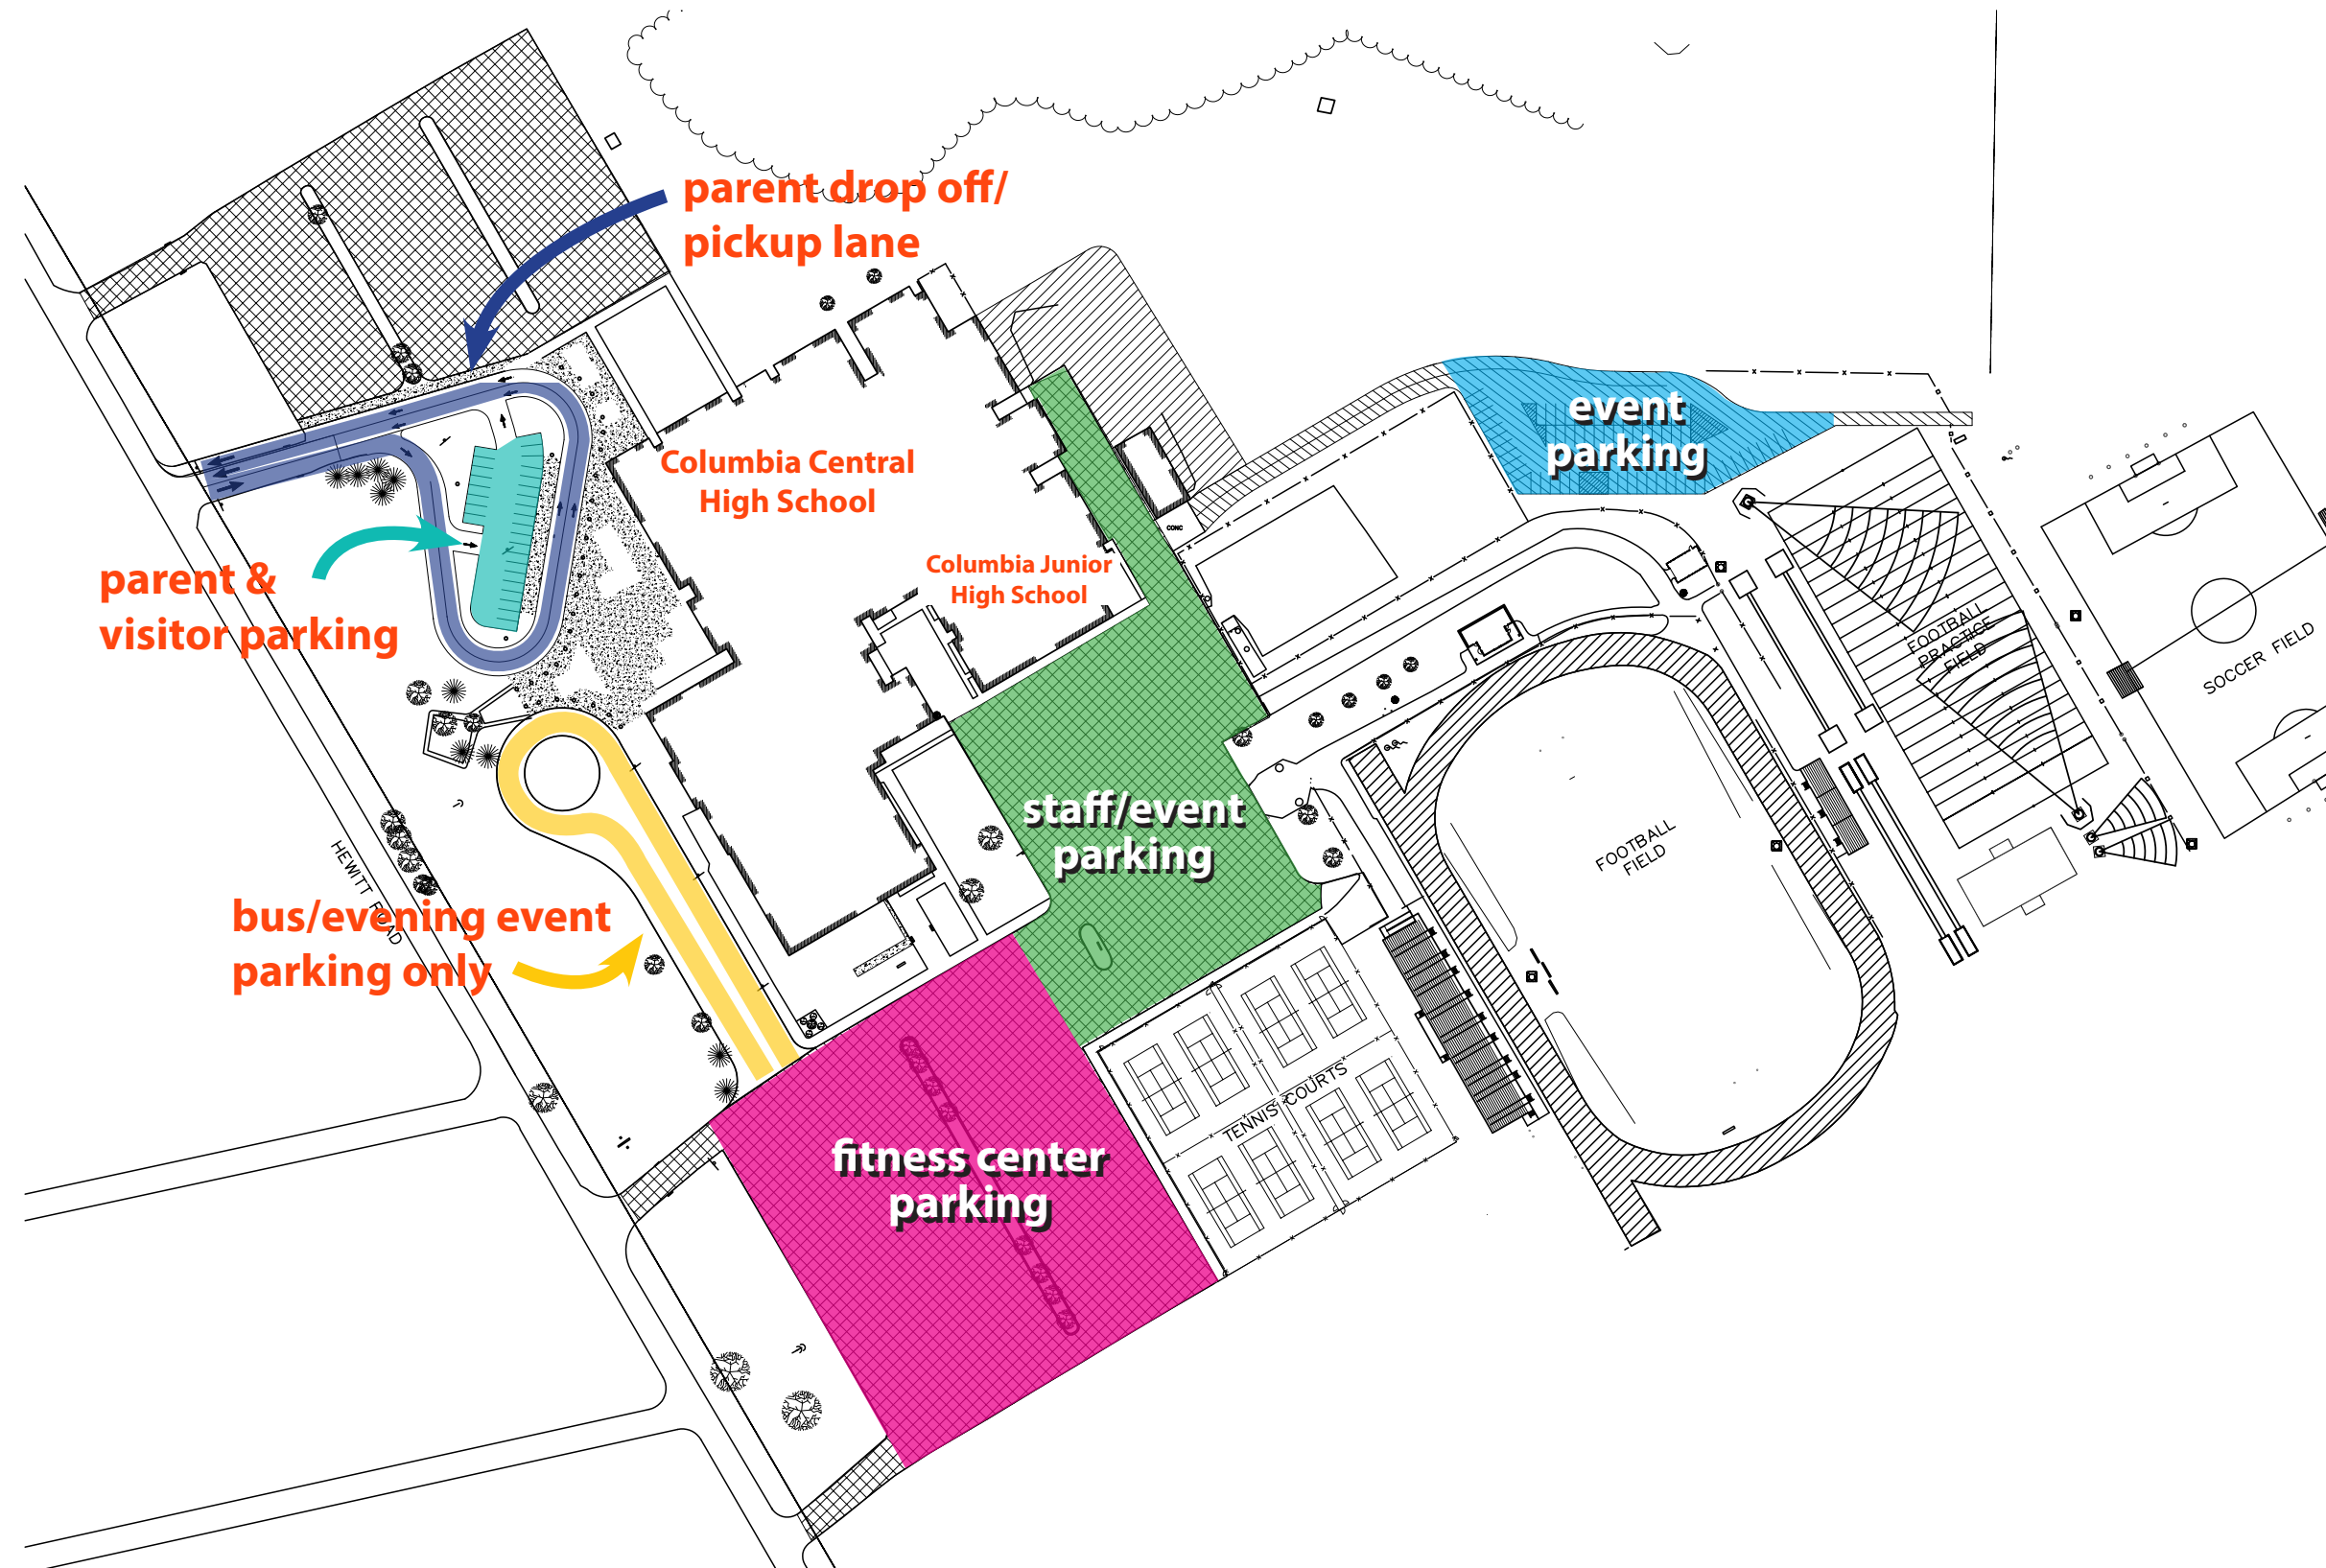 parent drop off/
pickup lane
event
parking
Columbia Central
High School
Columbia Junior
High School
parent &
visitor parking
CONC
FOOTBALL
PRACTICE
FIELD
SOCCER FIELD
staff/event
parking
FOOTBALL
FIELD
HEWITT ROAD
bus/evening event
parking only
TENNIS COURTS
fitness center
parking